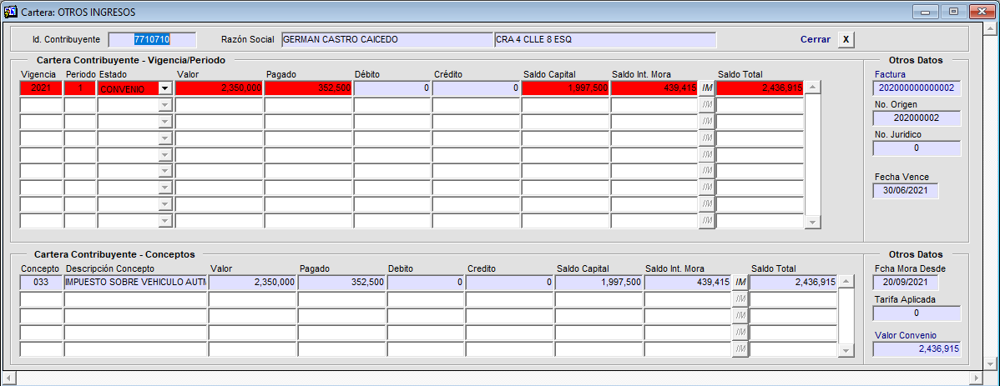 Cartera: OTROS INGRESOS
Id. Contribuyente 7710710 Razón Social GERMAN CASTRO CAICEDO CRA 4 CLLE 8 ESQ Cerrar X
Cartera Contribuyente - Vigencia/Periodo Otros Datos
Vigencia Periodo Estado Valor Pagado Débito Crédito Saldo Capital Saldo Int. Mora Saldo Total Factura
2021 1 CONVENIO 2,350,000 352,500 0 0 1,997,500 439,415 IM 2,436,915 202000000000002
IM
No. Origen
IM 202000002
IM No. Juridico
IM 0
IM
IM Fecha Vence
IM 30/06/2021
IM
Cartera Contribuyente - Conceptos Otros Datos
Concepto Descripción Concepto Valor Pagado Debito Credito Saldo Capital Saldo Int. Mora Saldo Total Fcha Mora Desde
033 IMPUESTO SOBRE VEHICULO AUTI 2,350,000 352,500 0 0 1,997,500 439,415 IM 2,436,915 20/09/2021
IM Tarifa Aplicada
IM 0
IM Valor Convenio
IM 2,436,915